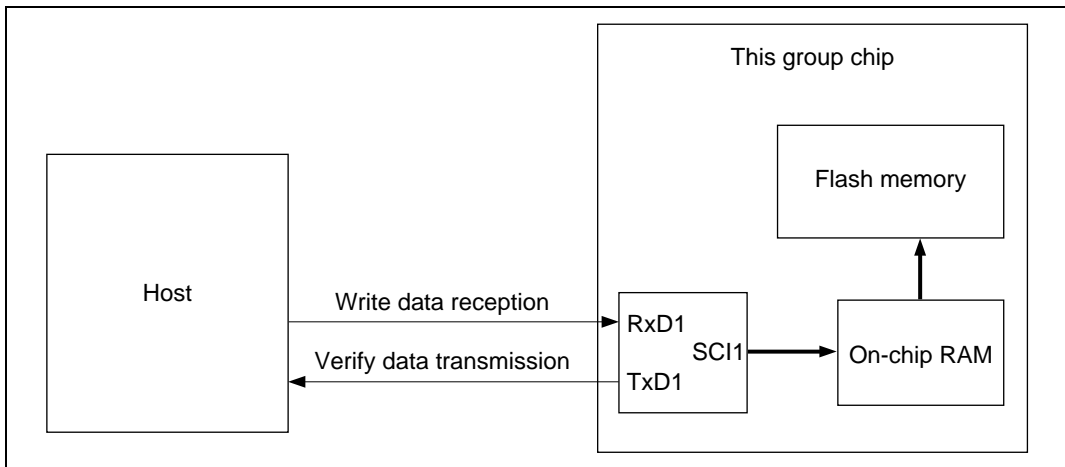 This group chip
Flash memory
Host
Write data reception
RxD1
SCI1
On-chip RAM
Verify data transmission
TxD1